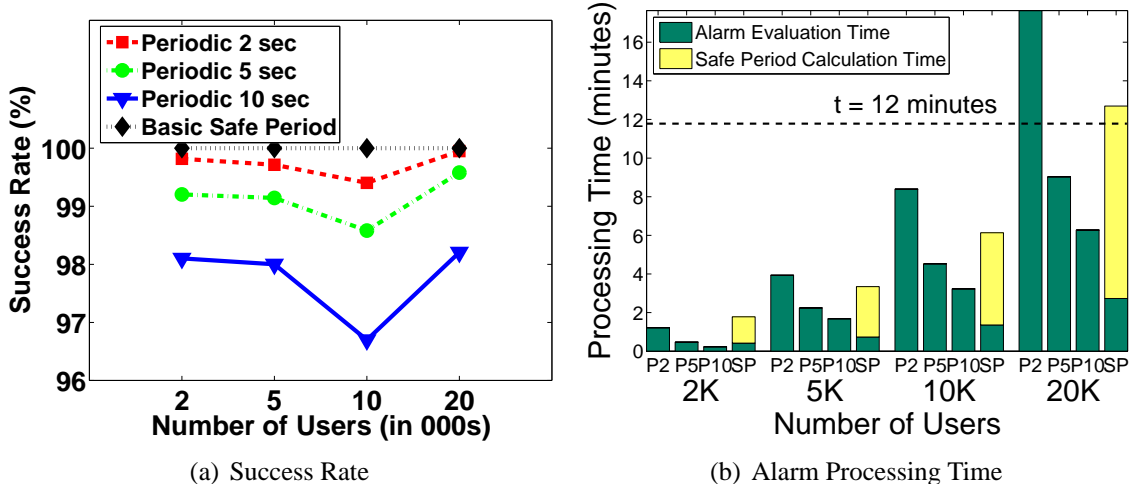 Periodic 2 sec
Periodic 5 sec
Periodic 10 sec
Basic Safe Period
Success Rate (%)
100
99
98
97
96
2 5 10 20
Number of Users (in 000s)
(a) Success Rate
Alarm Evaluation Time
Safe Period Calculation Time
t = 12 minutes
Processing Time (minutes)
16
14
12
10
8
6
4
2
0
P2 P5P10SP P2 P5P10SP P2 P5P10SP P2 P5P10SP
2K 5K 10K 20K
Number of Users
(b) Alarm Processing Time